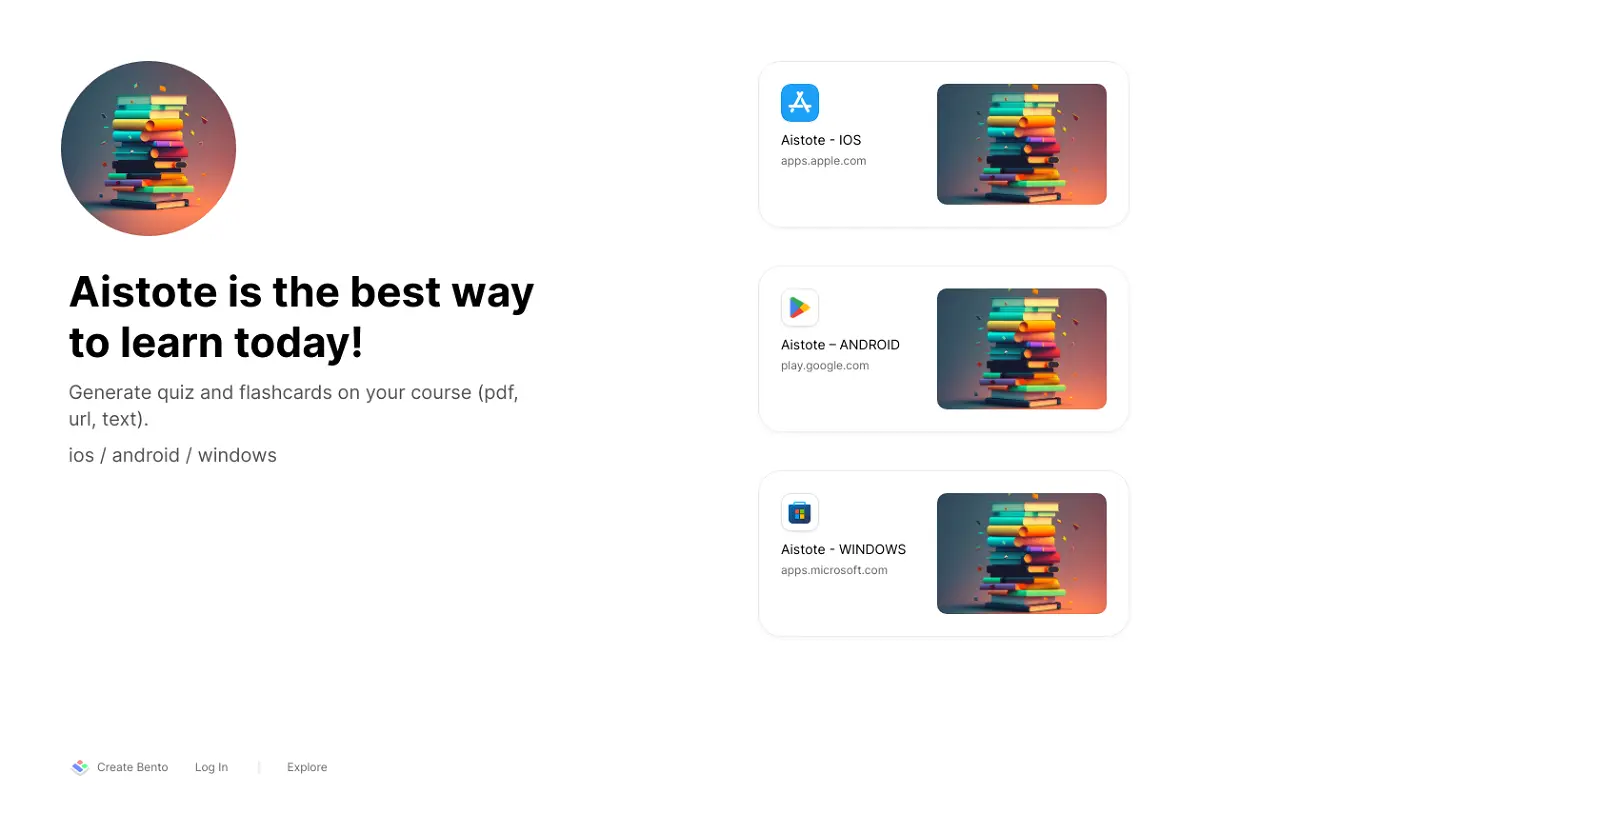 Aistote is the best way
to learn today!
Generate quiz and flashcards on your course (pdf,
url, text).
ios / android / windows
Aistote - IOS
apps.apple.com
Aistote – ANDROID
play.google.com
Aistote - WINDOWS
apps.microsoft.com
Create Bento Log In | Explore